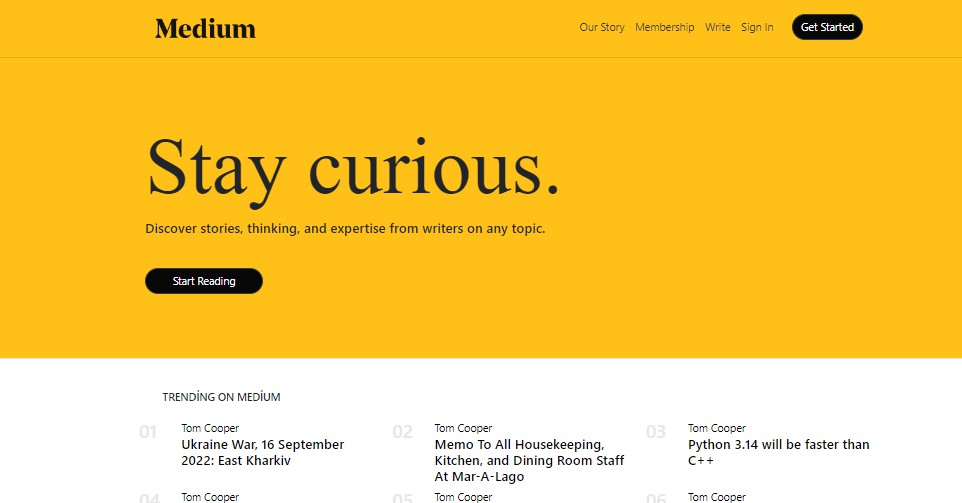 Medium
Our Story Membership Write Sign In Get Started
Stay curious.
Discover stories, thinking, and expertise from writers on any topic.
Start Reading
TRENDİNG ON MEDİUM
01
Tom Cooper
Ukraine War, 16 September
2022: East Kharkiv
02
Tom Cooper
Memo To All Housekeeping,
Kitchen, and Dining Room Staff
At Mar-A-Lago
03
Tom Cooper
Python 3.14 will be faster than
C++
04
Tom Cooper
05
Tom Cooper
06
Tom Cooper